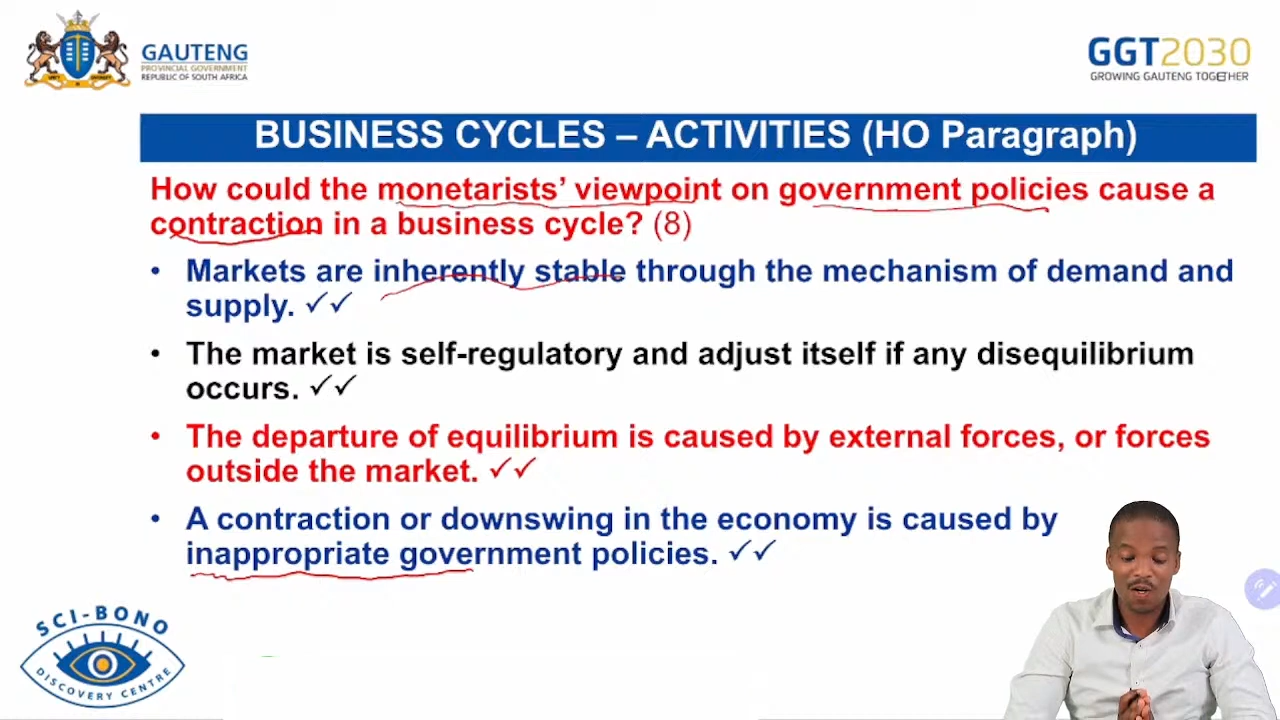 GAUTENG
PROVINCIAL GOVERNMENT
REPUBLIC OF SOUTH AFRICA
GGT2030
GROWING GAUTENG TOGETHER
BUSINESS CYCLES – ACTIVITIES (HO Paragraph)
How could the monetarists' viewpoint on government policies cause a
contraction in a business cycle? (8)
• Markets are inherently stable through the mechanism of demand and
supply. ✓✓
• The market is self-regulatory and adjust itself if any disequilibrium
occurs. ✓✓
• The departure of equilibrium is caused by external forces, or forces
outside the market. ✓✓
• A contraction or downswing in the economy is caused by
inappropriate government policies. ✓✓
SCI-BONO
DISCOVERY CENTRE